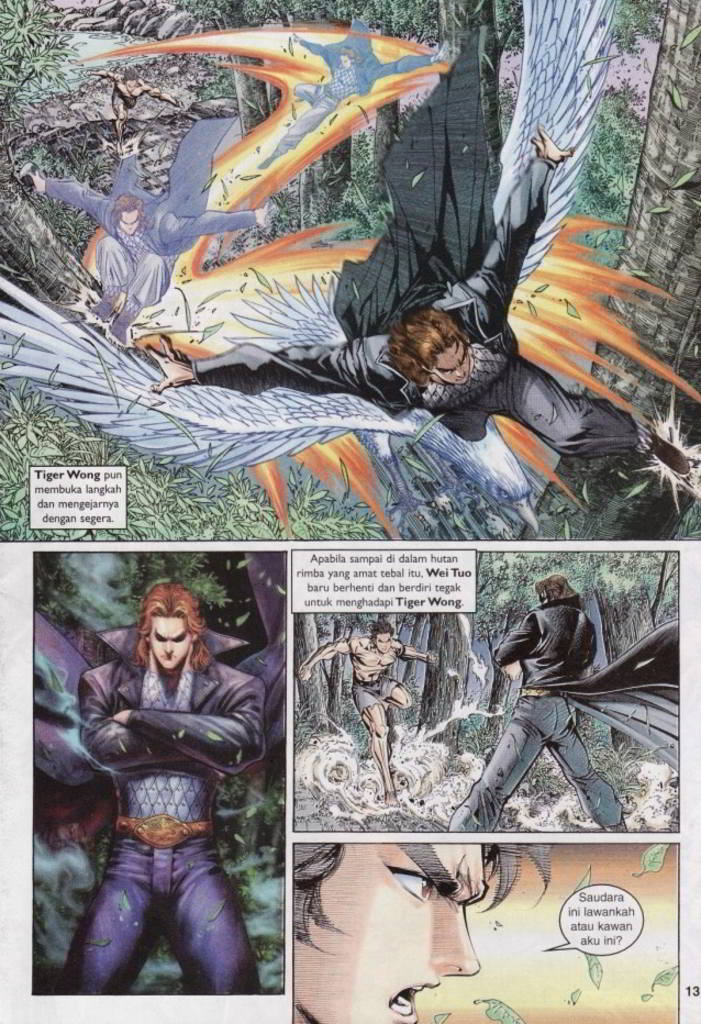 Tiger Wong pun
membuka langkah
dan mengejarnya
dengan segera.
Apabila sampai di dalam hutan
rimba yang amat tebal itu, Wei Tuo
baru berhenti dan berdiri tegak
untuk menghadapi Tiger Wong.
Saudara
ini lawankah
atau kawan
aku ini?
13